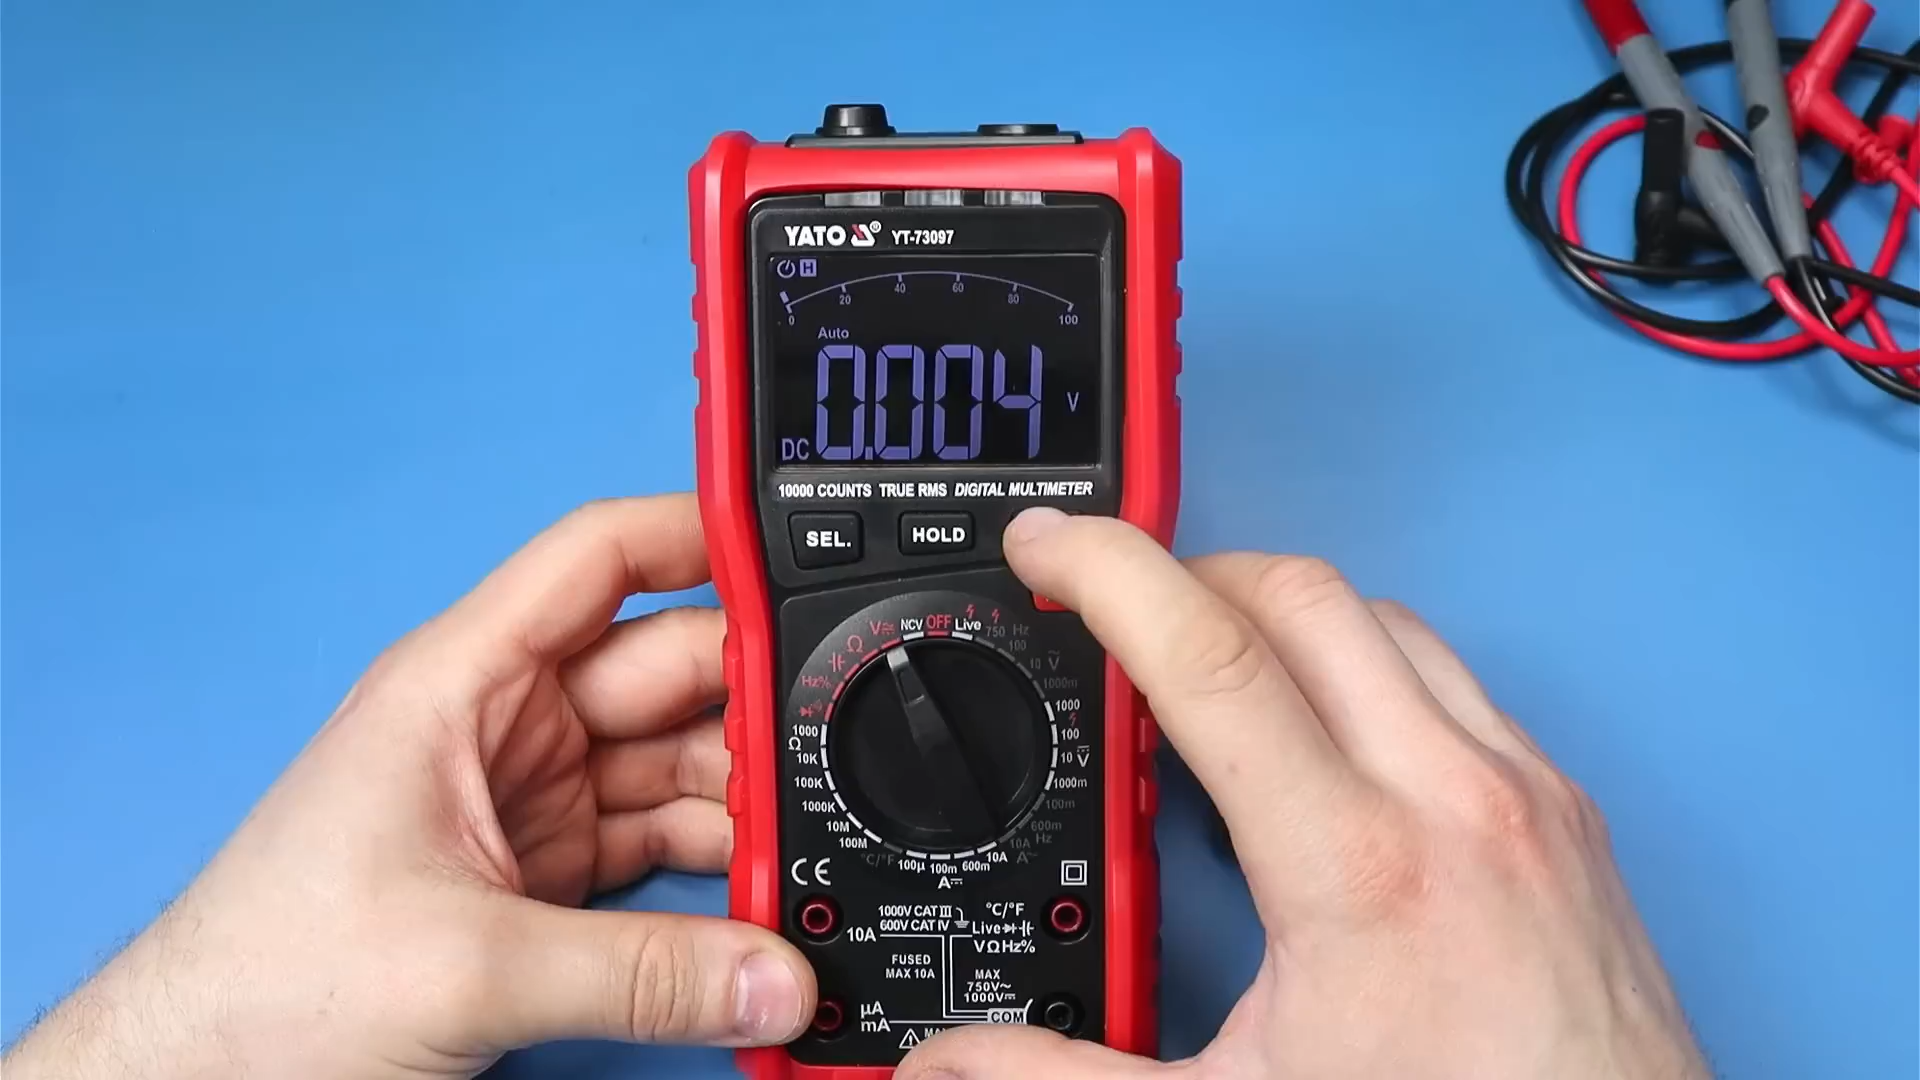 YATO ® YT-73097
H
0 20 40 60 80 100
Auto
DC 0.004 V
10000 COUNTS TRUE RMS DIGITAL MULTIMETER
SEL. HOLD
V≂ NCV OFF Live 750 Hz
Ω 100
10 Ṽ
Hz% 1000m
1000 1000
Ω 100
10K 10 V
100K 1000m
1000K 100m
10M 600m Hz
100M 10A A~
°C/°F 100µ 100m 600m 10A
A⎓
CE
1000V CAT III °C/°F
600V CAT IV Live
10A VΩHz%
FUSED
MAX 10A
MAX
750V~
1000V⎓
µA
mA COM